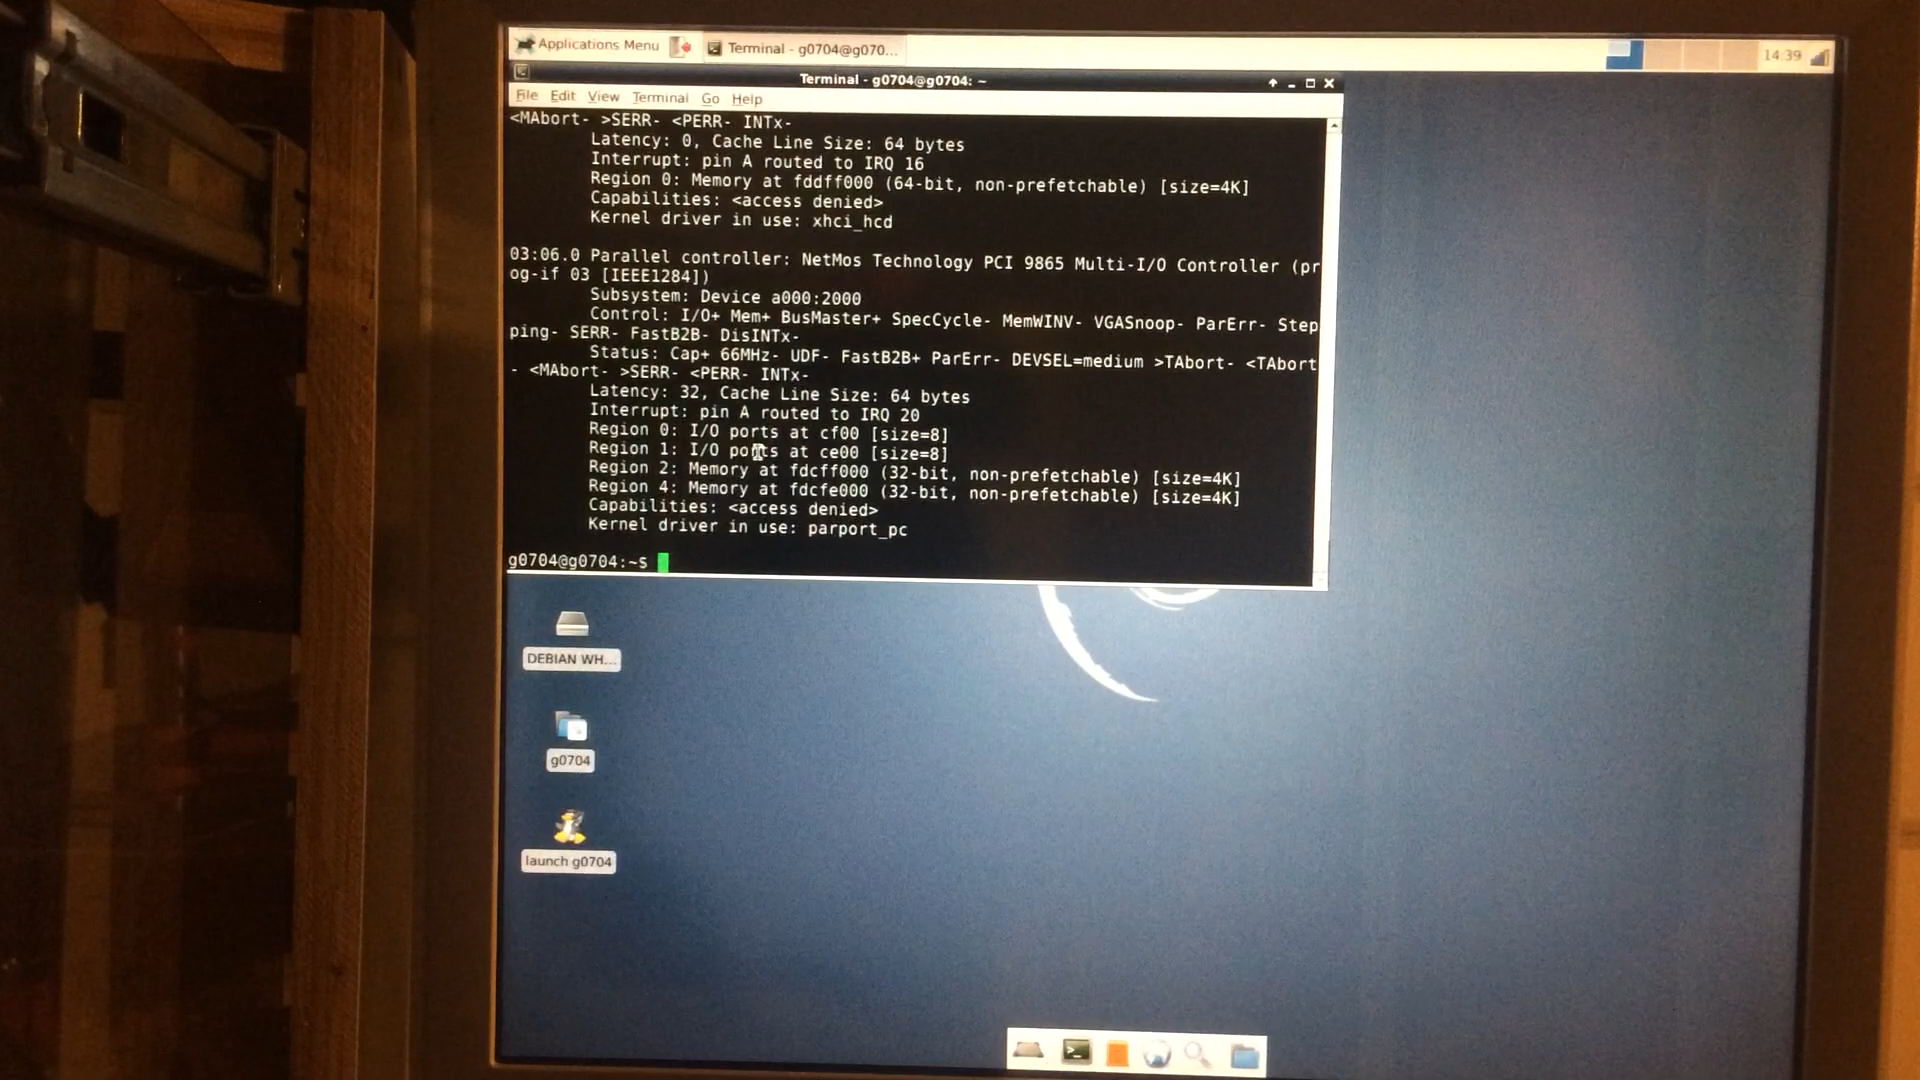 Applications Menu
Terminal - g0704@g070...
14:39
Terminal - g0704@g0704: ~
File Edit View Terminal Go Help
<MAbort- >SERR- <PERR- INTx-
Latency: 0, Cache Line Size: 64 bytes
Interrupt: pin A routed to IRQ 16
Region 0: Memory at fddff000 (64-bit, non-prefetchable) [size=4K]
Capabilities: <access denied>
Kernel driver in use: xhci_hcd
03:06.0 Parallel controller: NetMos Technology PCI 9865 Multi-I/O Controller (pr
og-if 03 [IEEE1284])
Subsystem: Device a000:2000
Control: I/O+ Mem+ BusMaster+ SpecCycle- MemWINV- VGASnoop- ParErr- Step
ping- SERR- FastB2B- DisINTx-
Status: Cap+ 66MHz- UDF- FastB2B+ ParErr- DEVSEL=medium >TAbort- <TAbort
- <MAbort- >SERR- <PERR- INTx-
Latency: 32, Cache Line Size: 64 bytes
Interrupt: pin A routed to IRQ 20
Region 0: I/O ports at cf00 [size=8]
Region 1: I/O ports at ce00 [size=8]
Region 2: Memory at fdcff000 (32-bit, non-prefetchable) [size=4K]
Region 4: Memory at fdcfe000 (32-bit, non-prefetchable) [size=4K]
Capabilities: <access denied>
Kernel driver in use: parport_pc
g0704@g0704:~$
DEBIAN WH...
g0704
launch g0704